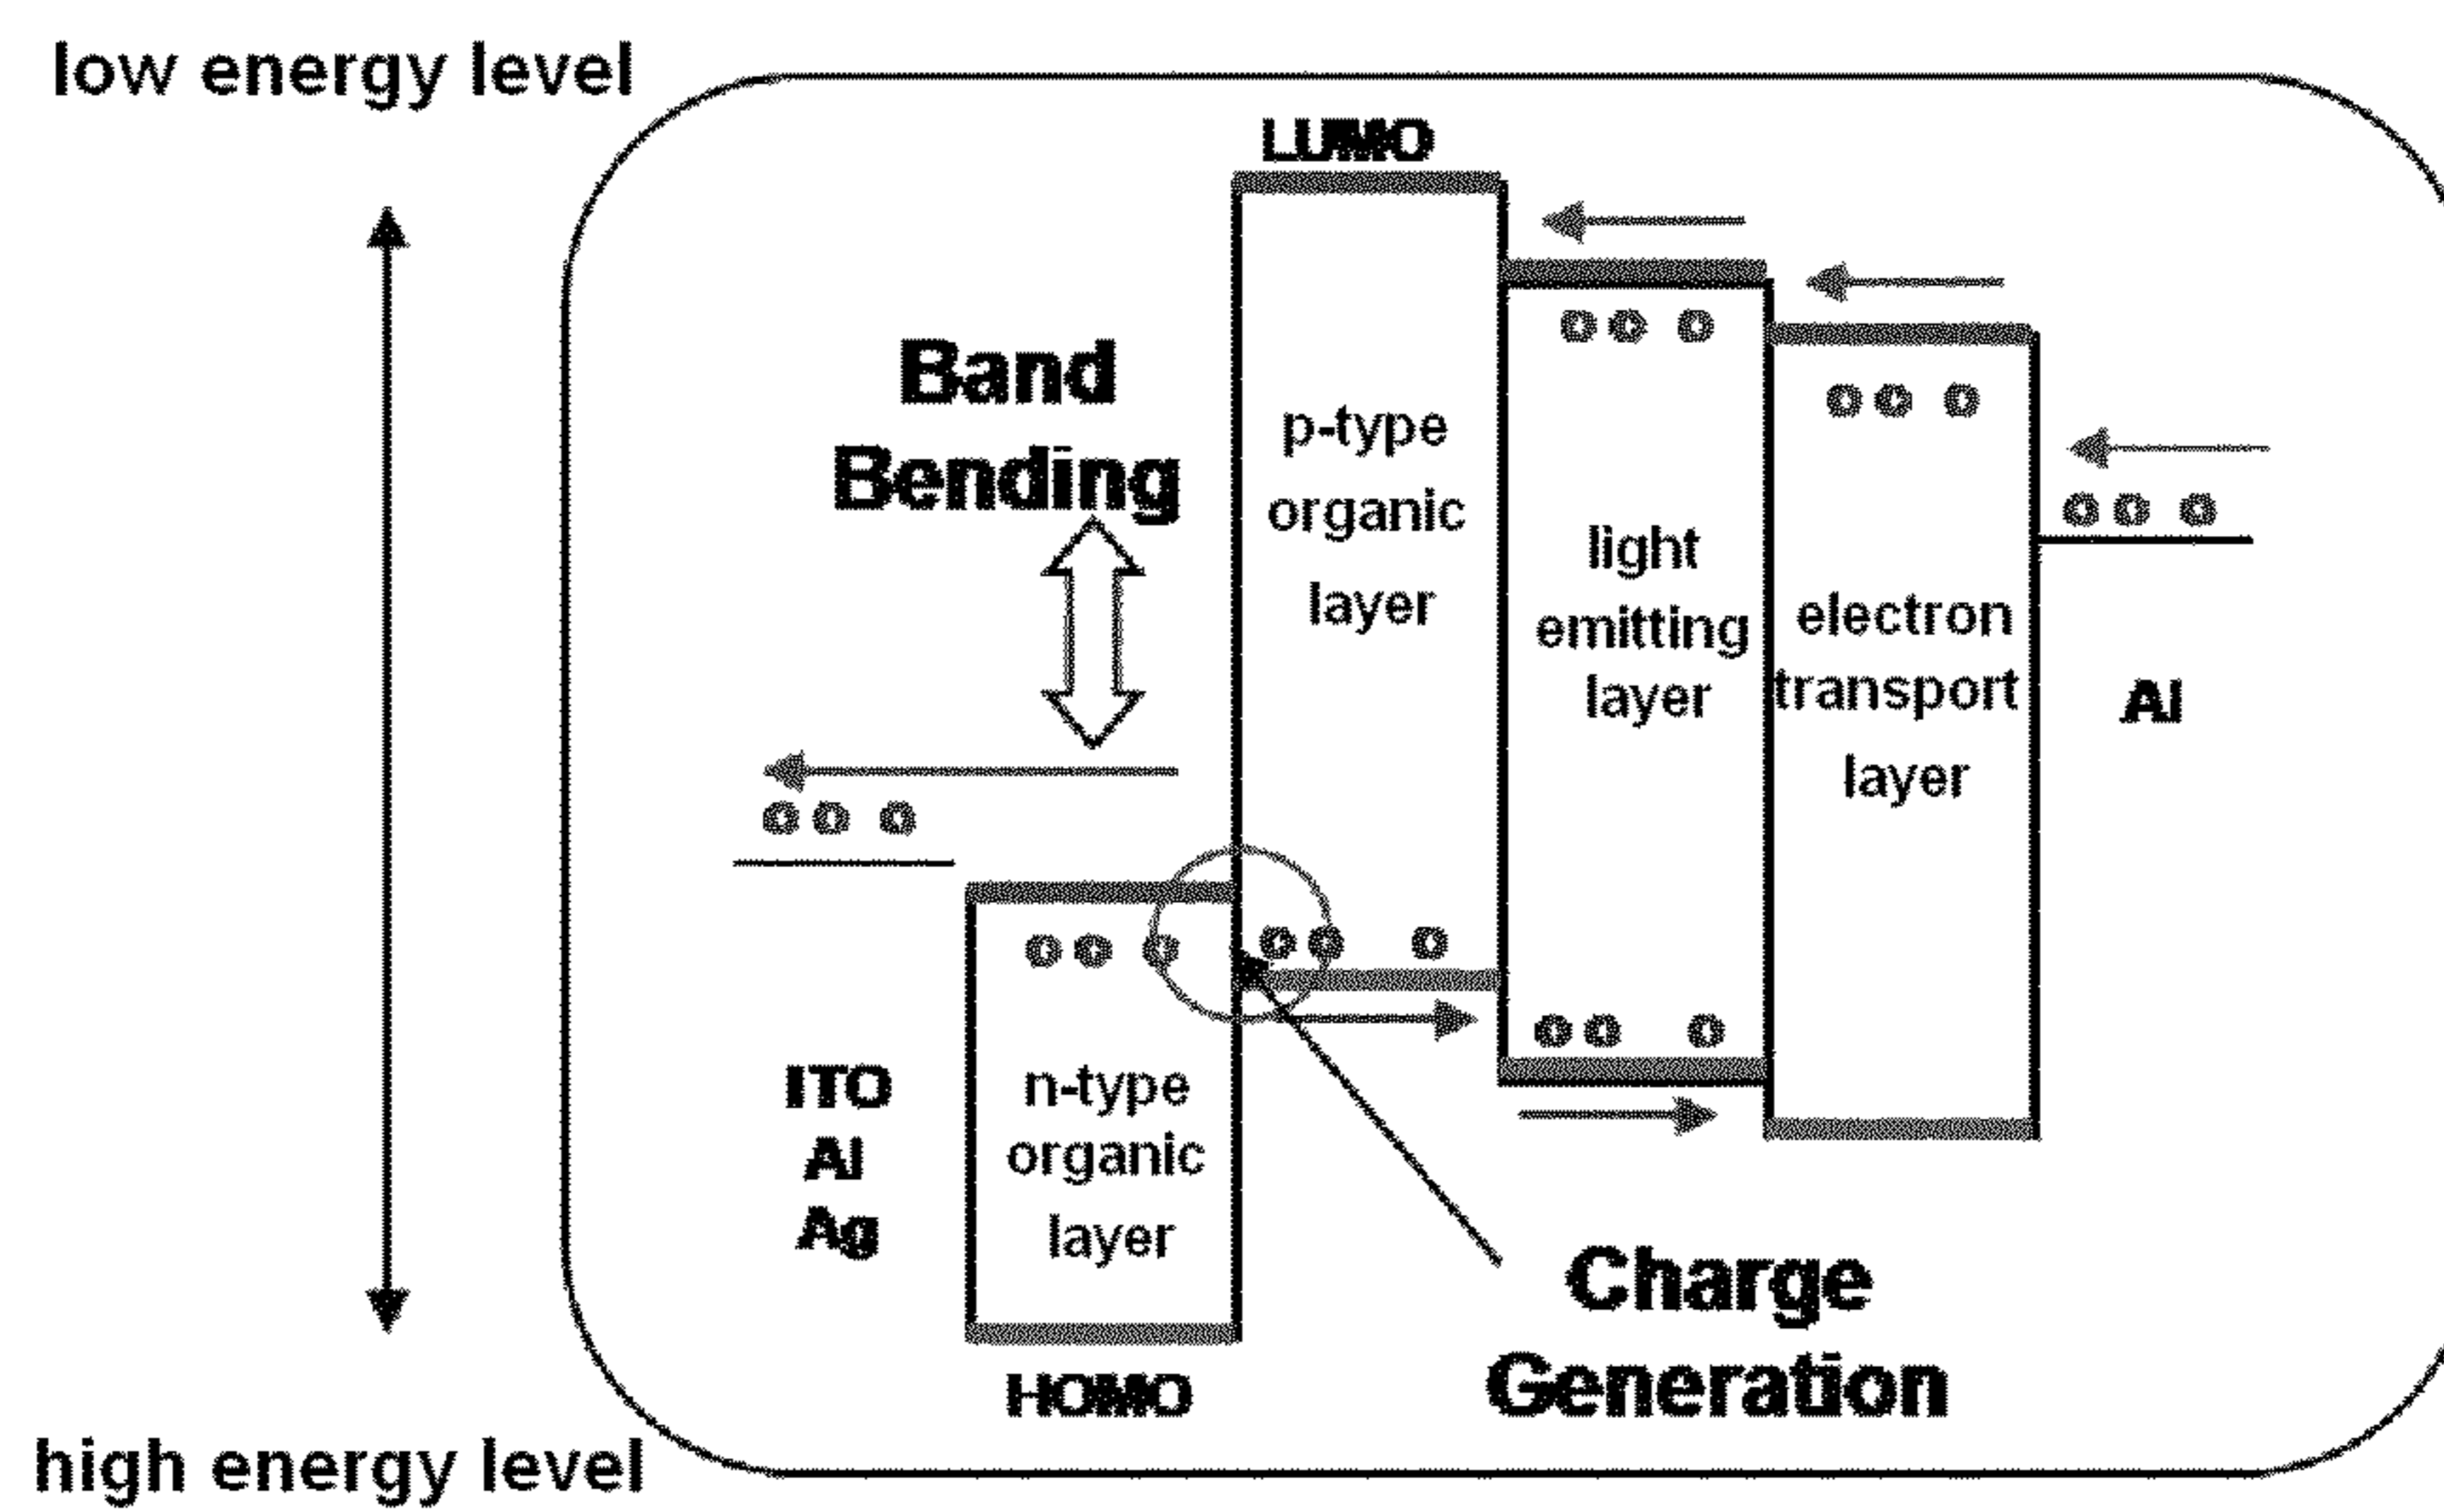 low energy level
LUMO
Band
Bending
p-type
organic
layer
light
emitting
layer
electron
transport
layer
Al
ITO
Al
Ag
n-type
organic
layer
HOMO
Charge
Generation
high energy level